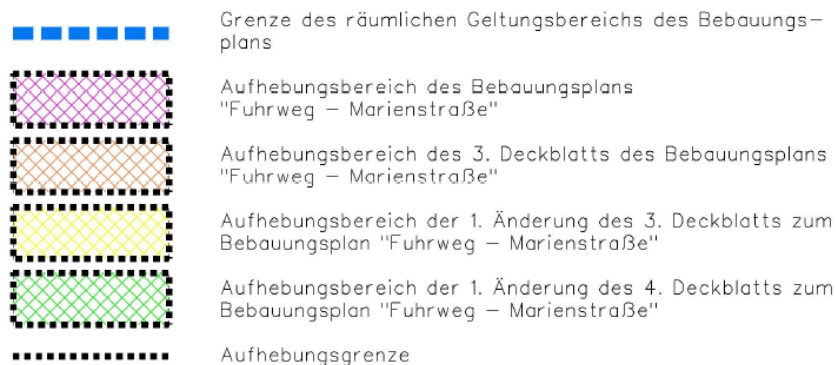 Grenze des räumlichen Geltungsbereichs des Bebauungs-
plans
Aufhebungsbereich des Bebauungsplans
"Fuhrweg – Marienstraße"
Aufhebungsbereich des 3. Deckblatts des Bebauungsplans
"Fuhrweg – Marienstraße"
Aufhebungsbereich der 1. Änderung des 3. Deckblatts zum
Bebauungsplan "Fuhrweg – Marienstraße"
Aufhebungsbereich der 1. Änderung des 4. Deckblatts zum
Bebauungsplan "Fuhrweg – Marienstraße"
Aufhebungsgrenze